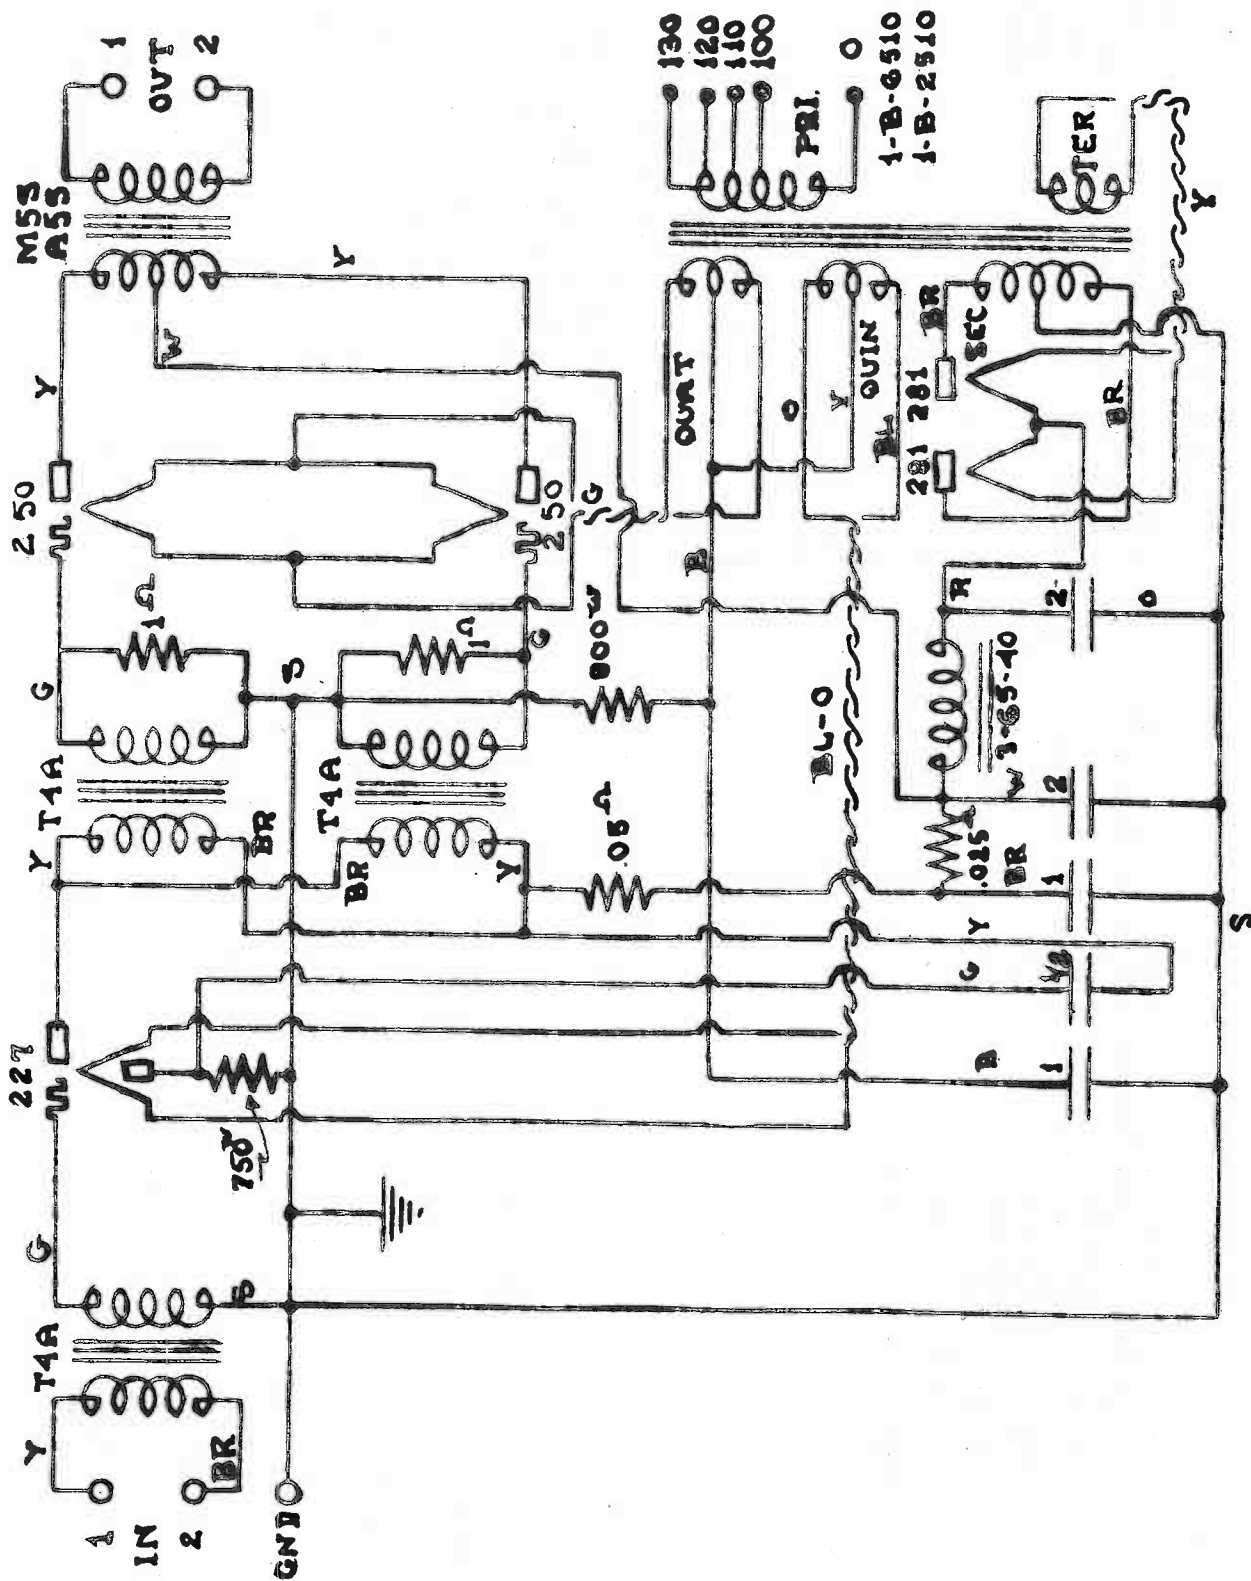 1
IN
2
GND
Y
BR
T4A
G
S
227
750ω
Y
T4A
BR
G
1Ω
250
Y
M55
A55
W
Y
1
OUT
2
S
T4A
BR
Y
1Ω
G
250
G
.05Ω
800ω
B
BL-O
QUAT
O
Y
QUIN
BL
130
120
110
100
PRI.
0
1-B-6510
1-B-2510
281
281
BR
SEC
BR
TER.
Y
R
3-65-40
W
.025Ω
BR
Y
G
B
1
1/2
1
2
2
O
S